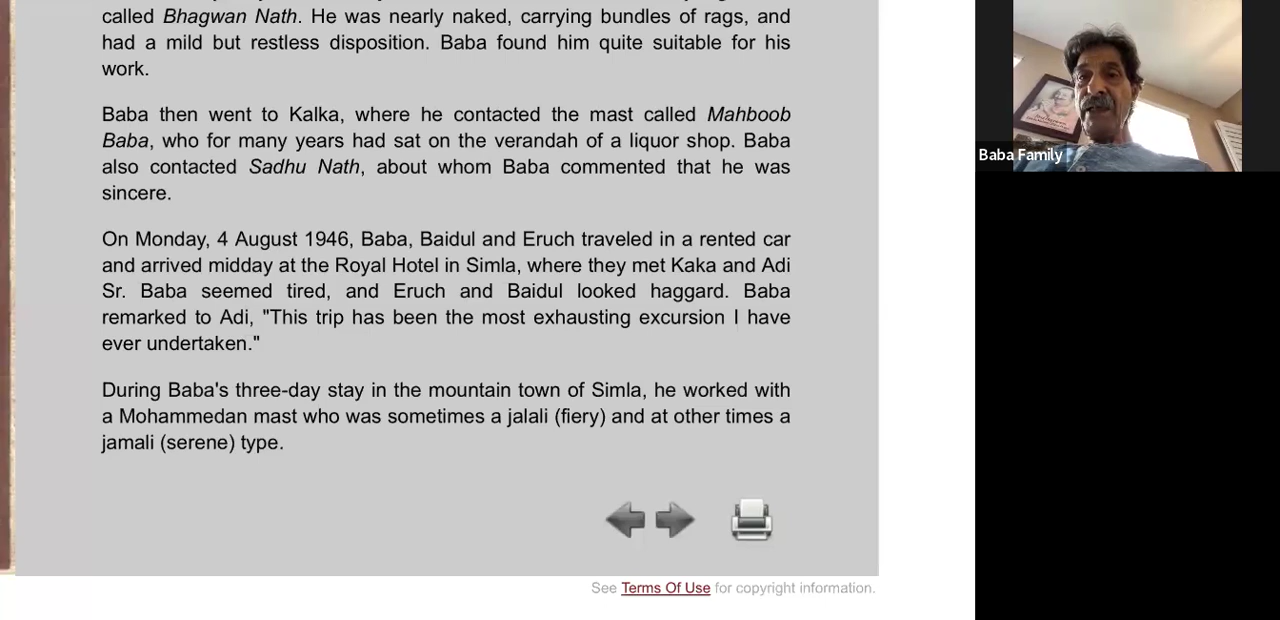 called Bhagwan Nath. He was nearly naked, carrying bundles of rags, and
had a mild but restless disposition. Baba found him quite suitable for his
work.
Baba then went to Kalka, where he contacted the mast called Mahboob
Baba, who for many years had sat on the verandah of a liquor shop. Baba
also contacted Sadhu Nath, about whom Baba commented that he was
sincere.
On Monday, 4 August 1946, Baba, Baidul and Eruch traveled in a rented car
and arrived midday at the Royal Hotel in Simla, where they met Kaka and Adi
Sr. Baba seemed tired, and Eruch and Baidul looked haggard. Baba
remarked to Adi, "This trip has been the most exhausting excursion I have
ever undertaken."
During Baba's three-day stay in the mountain town of Simla, he worked with
a Mohammedan mast who was sometimes a jalali (fiery) and at other times a
jamali (serene) type.
See Terms Of Use for copyright information.
Baba Family